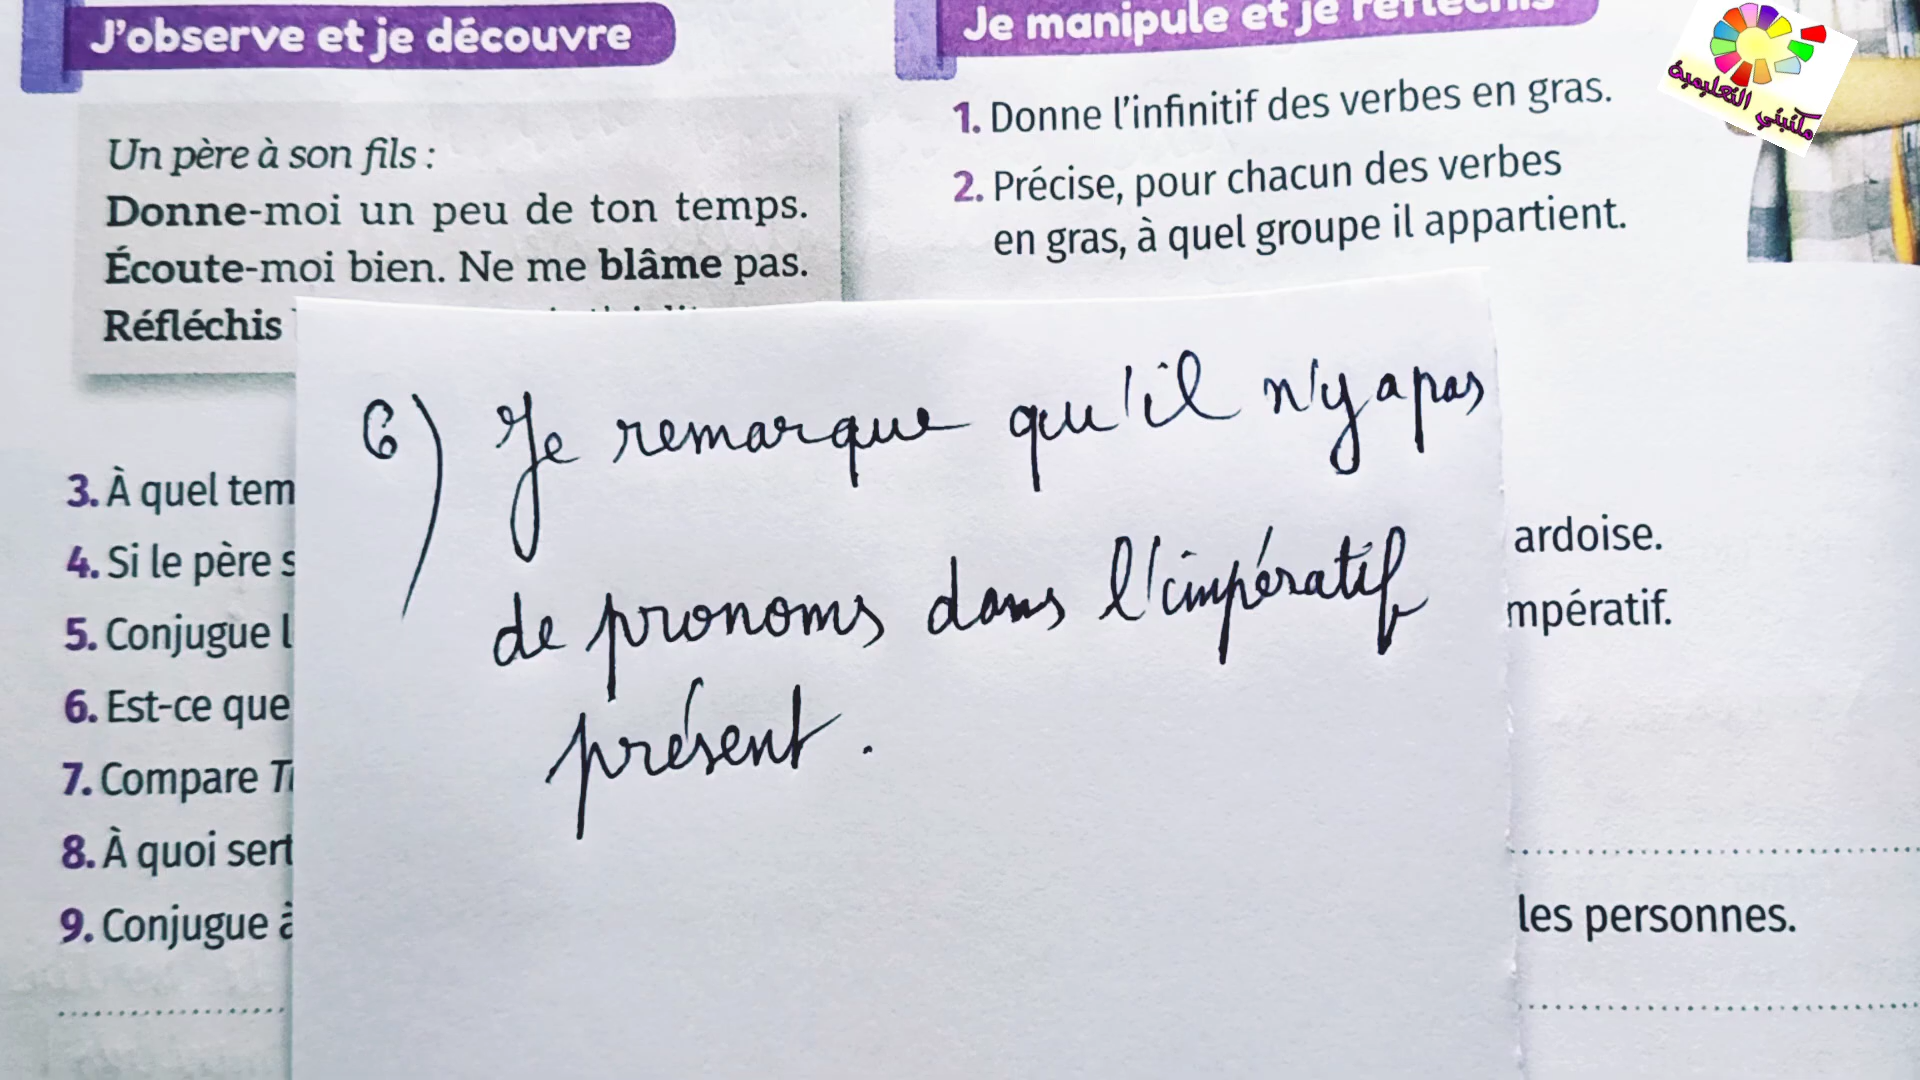 J'observe et je découvre
Un père à son fils :
Donne-moi un peu de ton temps.
Écoute-moi bien. Ne me blâme pas.
Réfléchis
Je manipule et je réfléchis
1. Donne l'infinitif des verbes en gras.
2. Précise, pour chacun des verbes
en gras, à quel groupe il appartient.
مكتبتي التعليمية
3. À quel tem
4. Si le père s
5. Conjugue l
6. Est-ce que
7. Compare
8. À quoi sert
9. Conjugue à
6) Je remarque qu'il n'y a pas
de pronoms dans l'impératif
présent.
ardoise.
mpératif.
les personnes.